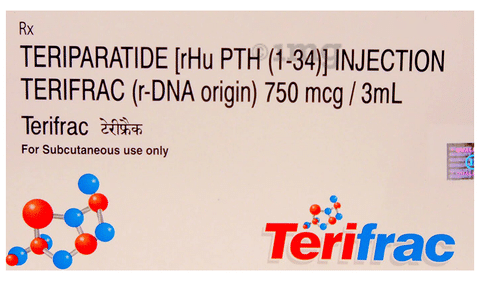 Rx
TERIPARATIDE [rHu PTH (1-34)] INJECTION
TERIFRAC (r-DNA origin) 750 mcg / 3mL
Terifrac टेरीफ्रैक
For Subcutaneous use only
Terifrac